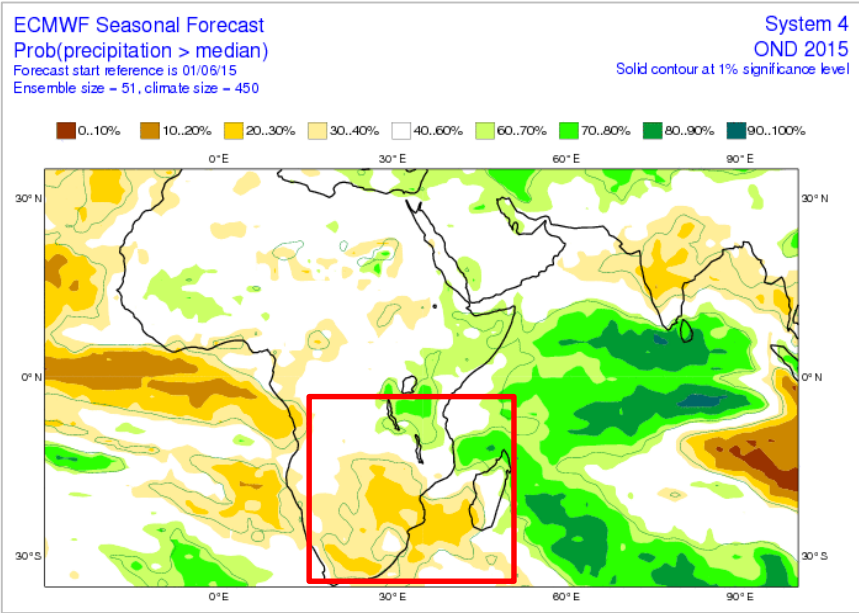 ECMWF Seasonal Forecast
System 4
Prob(precipitation > median)
OND 2015
Forecast start reference is 01/06/15
Solid contour at 1% significance level
Ensemble size = 51, climate size = 450
0..10% 10..20% 20..30% 30..40% 40..60% 60..70% 70..80% 80..90% 90..100%
0°E 30°E 60°E 90°E
30°N 30°N
0°N 0°N
30°S 30°S
0°E 30°E 60°E 90°E